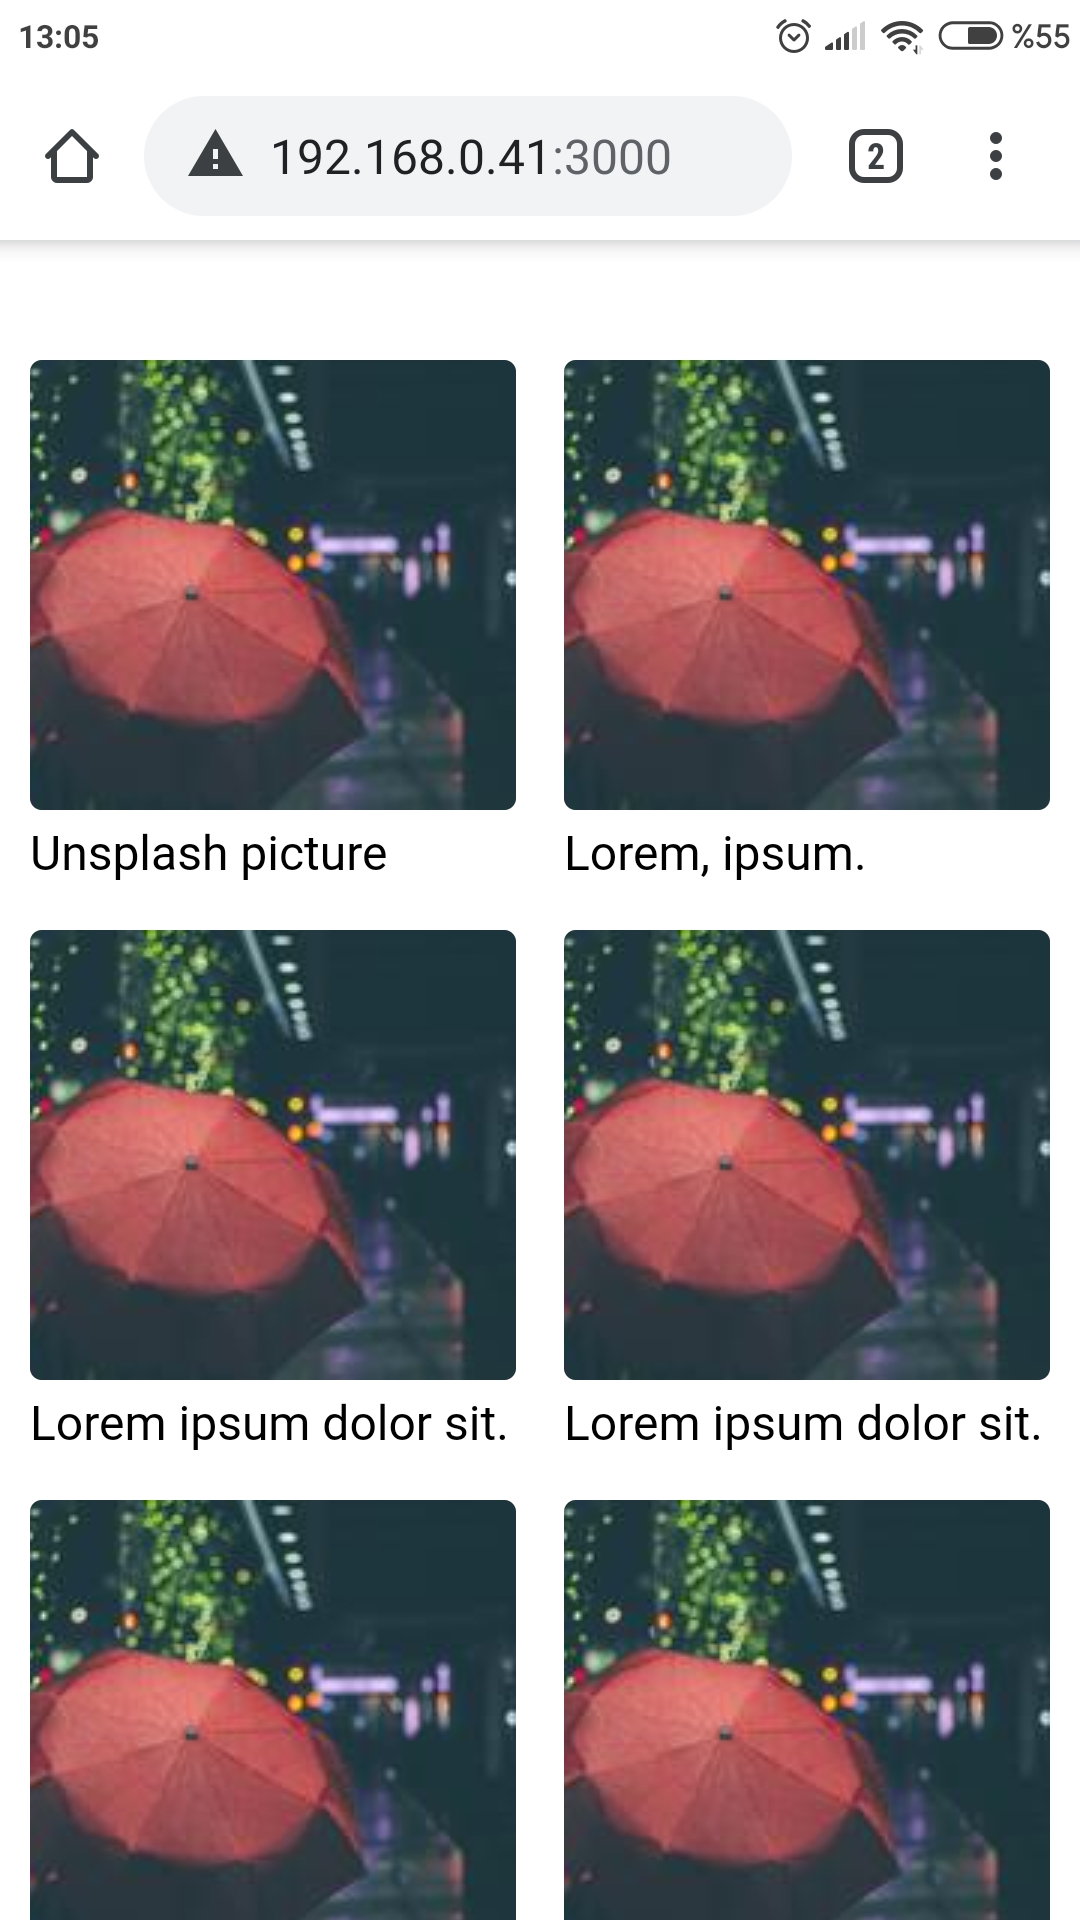 13:05
%55
192.168.0.41:3000
2
Unsplash picture
Lorem, ipsum.
Lorem ipsum dolor sit.
Lorem ipsum dolor sit.